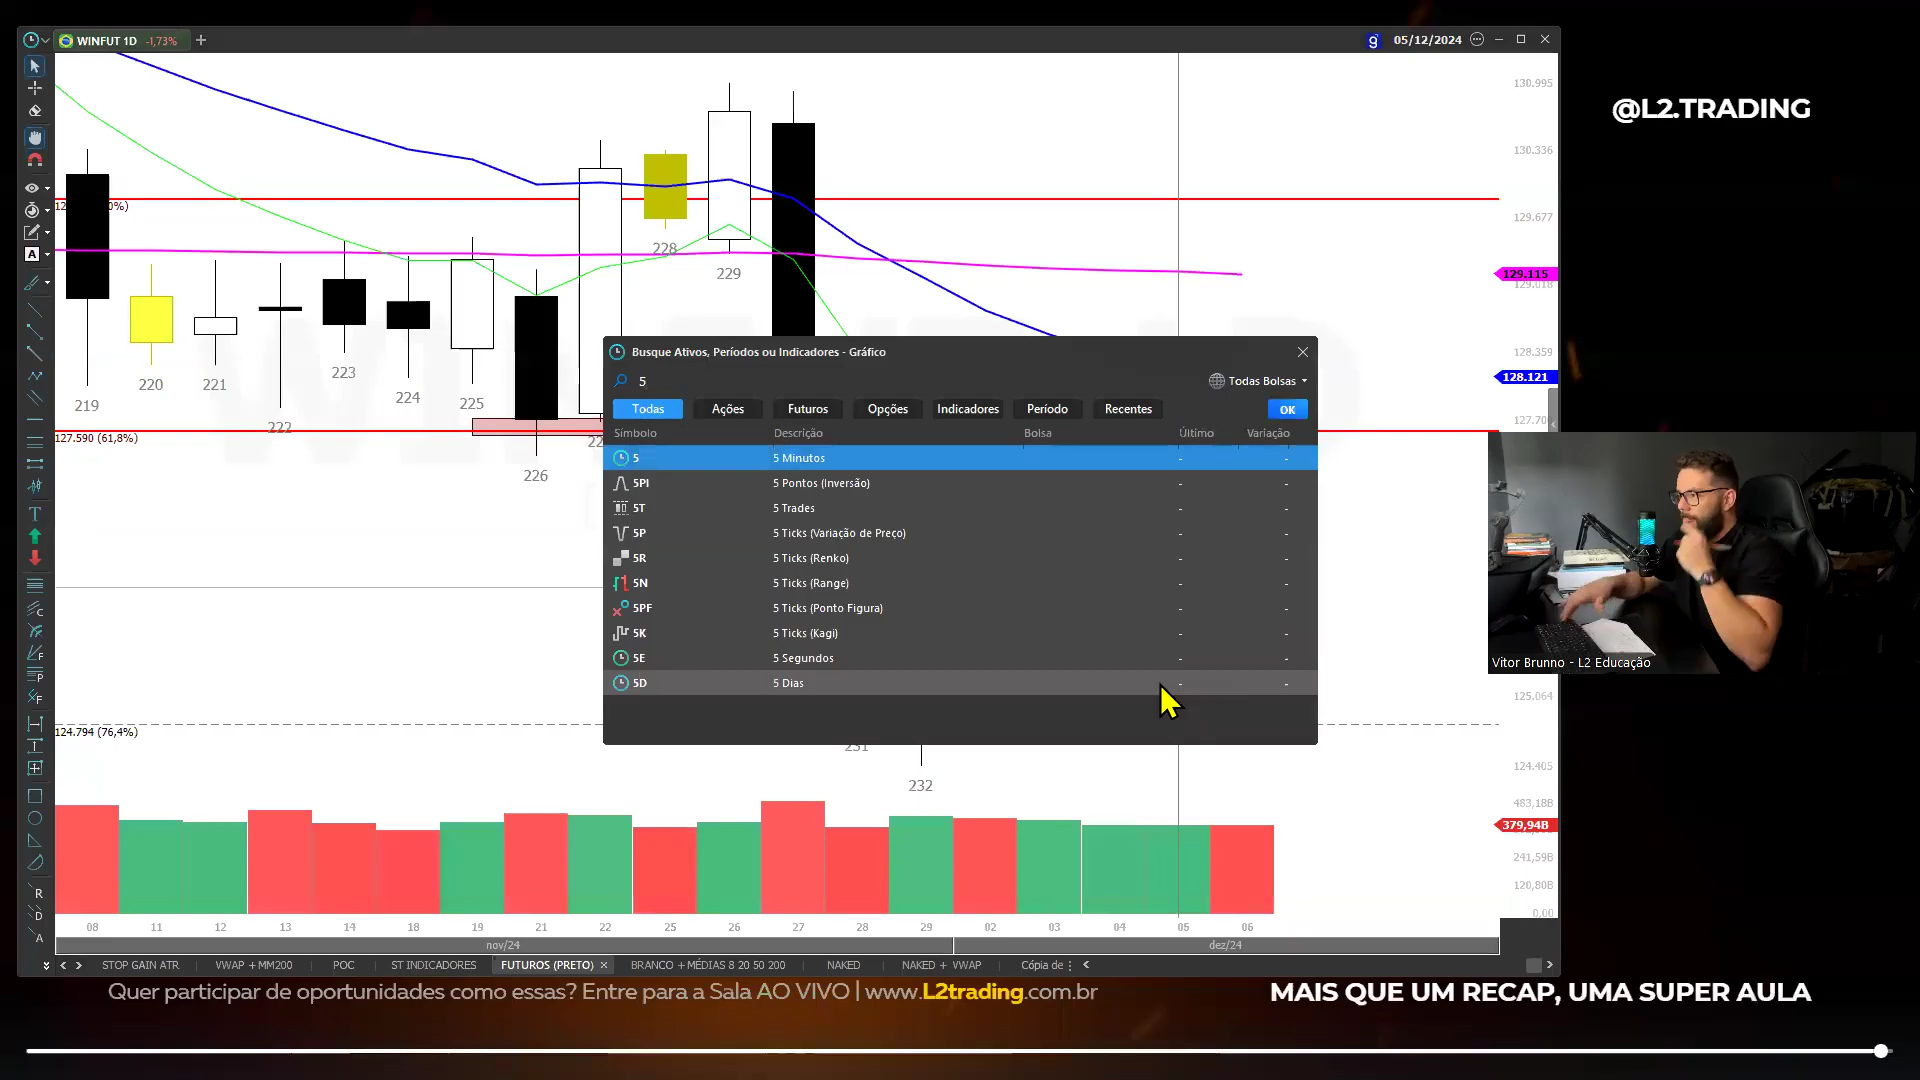 WINFUT 1D -1,73%
05/12/2024
@L2.TRADING
130.995
130.336
129.677
129.115
129.018
128.359
128.121
125.064
124.405
483,18B
379,94B
241,59B
120,80B
0,00
228
229
223
220
221
224
225
219
222
226
127.590 (61,8%)
124.794 (76,4%)
232
Busque Ativos, Períodos ou Indicadores - Gráfico
5
Todas Bolsas
Todas Ações Futuros Opções Indicadores Período Recentes OK
Símbolo Descrição Bolsa Último Variação
5 5 Minutos - -
5PI 5 Pontos (Inversão) - -
5T 5 Trades - -
5P 5 Ticks (Variação de Preço) - -
5R 5 Ticks (Renko) - -
5N 5 Ticks (Range) - -
5PF 5 Ticks (Ponto Figura) - -
5K 5 Ticks (Kagi) - -
5E 5 Segundos - -
5D 5 Dias - -
Vitor Brunno - L2 Educação
08 11 12 13 14 18 19 21 22 25 26 27 28 29 02 03 04 05 06
nov/24 dez/24
STOP GAIN ATR VWAP + MM200 POC ST INDICADORES FUTUROS (PRETO) BRANCO + MÉDIAS 8 20 50 200 NAKED NAKED + VWAP Cópia de
Quer participar de oportunidades como essas? Entre para a Sala AO VIVO | www.L2trading.com.br
MAIS QUE UM RECAP, UMA SUPER AULA